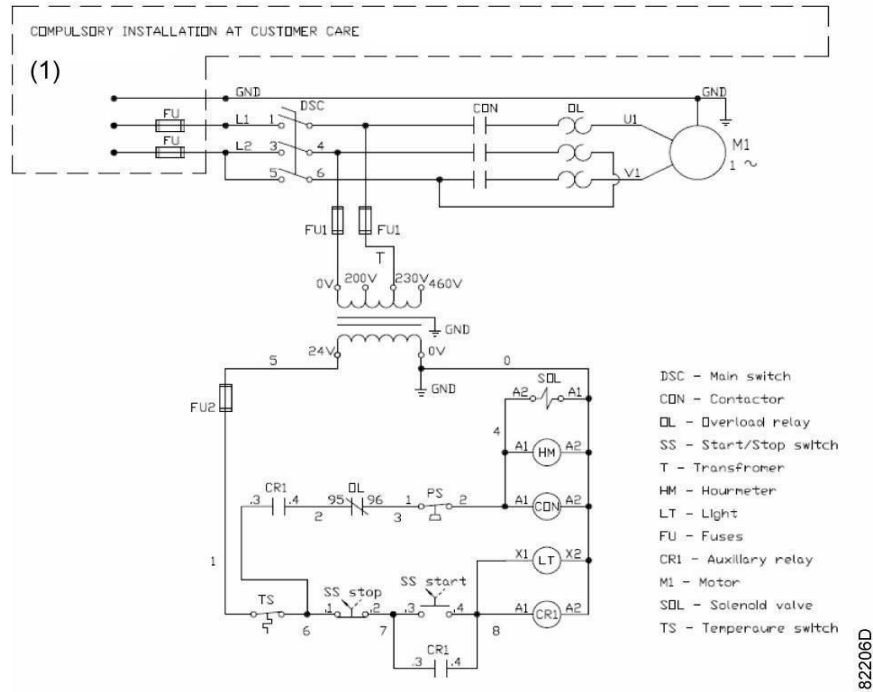 COMPULSORY INSTALLATION AT CUSTOMER CARE
(1)
GND GND
FU L1 1 DSC CON OL U1
FU L2 3 4 M1
1 ~
5 6 V1
FU1 FU1
T
0V 200V 230V 460V
GND
24V 0V
5 0
GND
FU2
SOL
A2 A1
4
A1 HM A2
CR1 OL PS
.3 .4 95 96 1 2 A1 CON A2
2 3
1
X1 LT X2
SS stop SS start
TS .1 .2 .3 .4 A1 CR1 A2
6 7 8
CR1
.3 .4
DSC - Main switch
CON - Contactor
OL - Overload relay
SS - Start/Stop switch
T - Transfromer
HM - Hourmeter
LT - Light
FU - Fuses
CR1 - Auxillary relay
M1 - Motor
SOL - Solenoid valve
TS - Temperaure switch
82206D